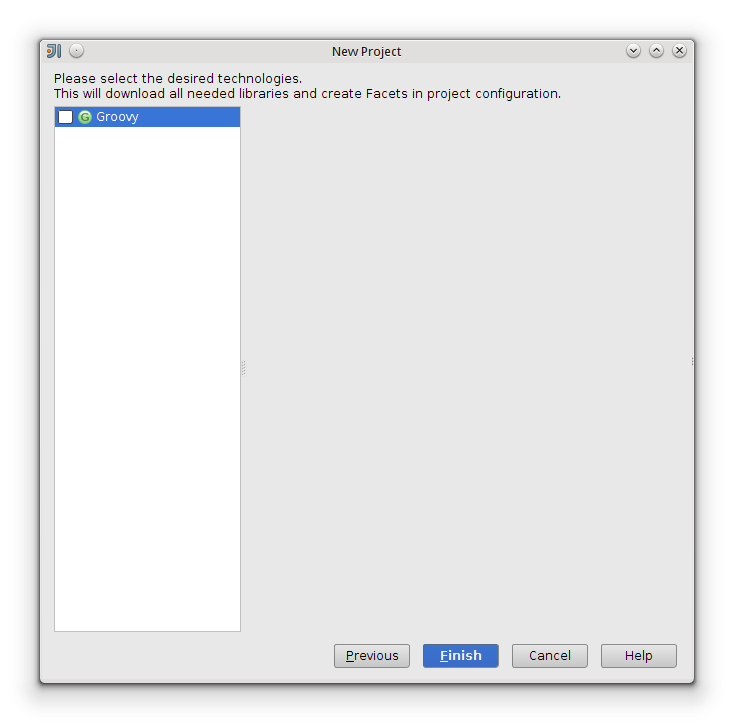 New Project
Please select the desired technologies.
This will download all needed libraries and create Facets in project configuration.
Groovy
Previous
Finish
Cancel
Help